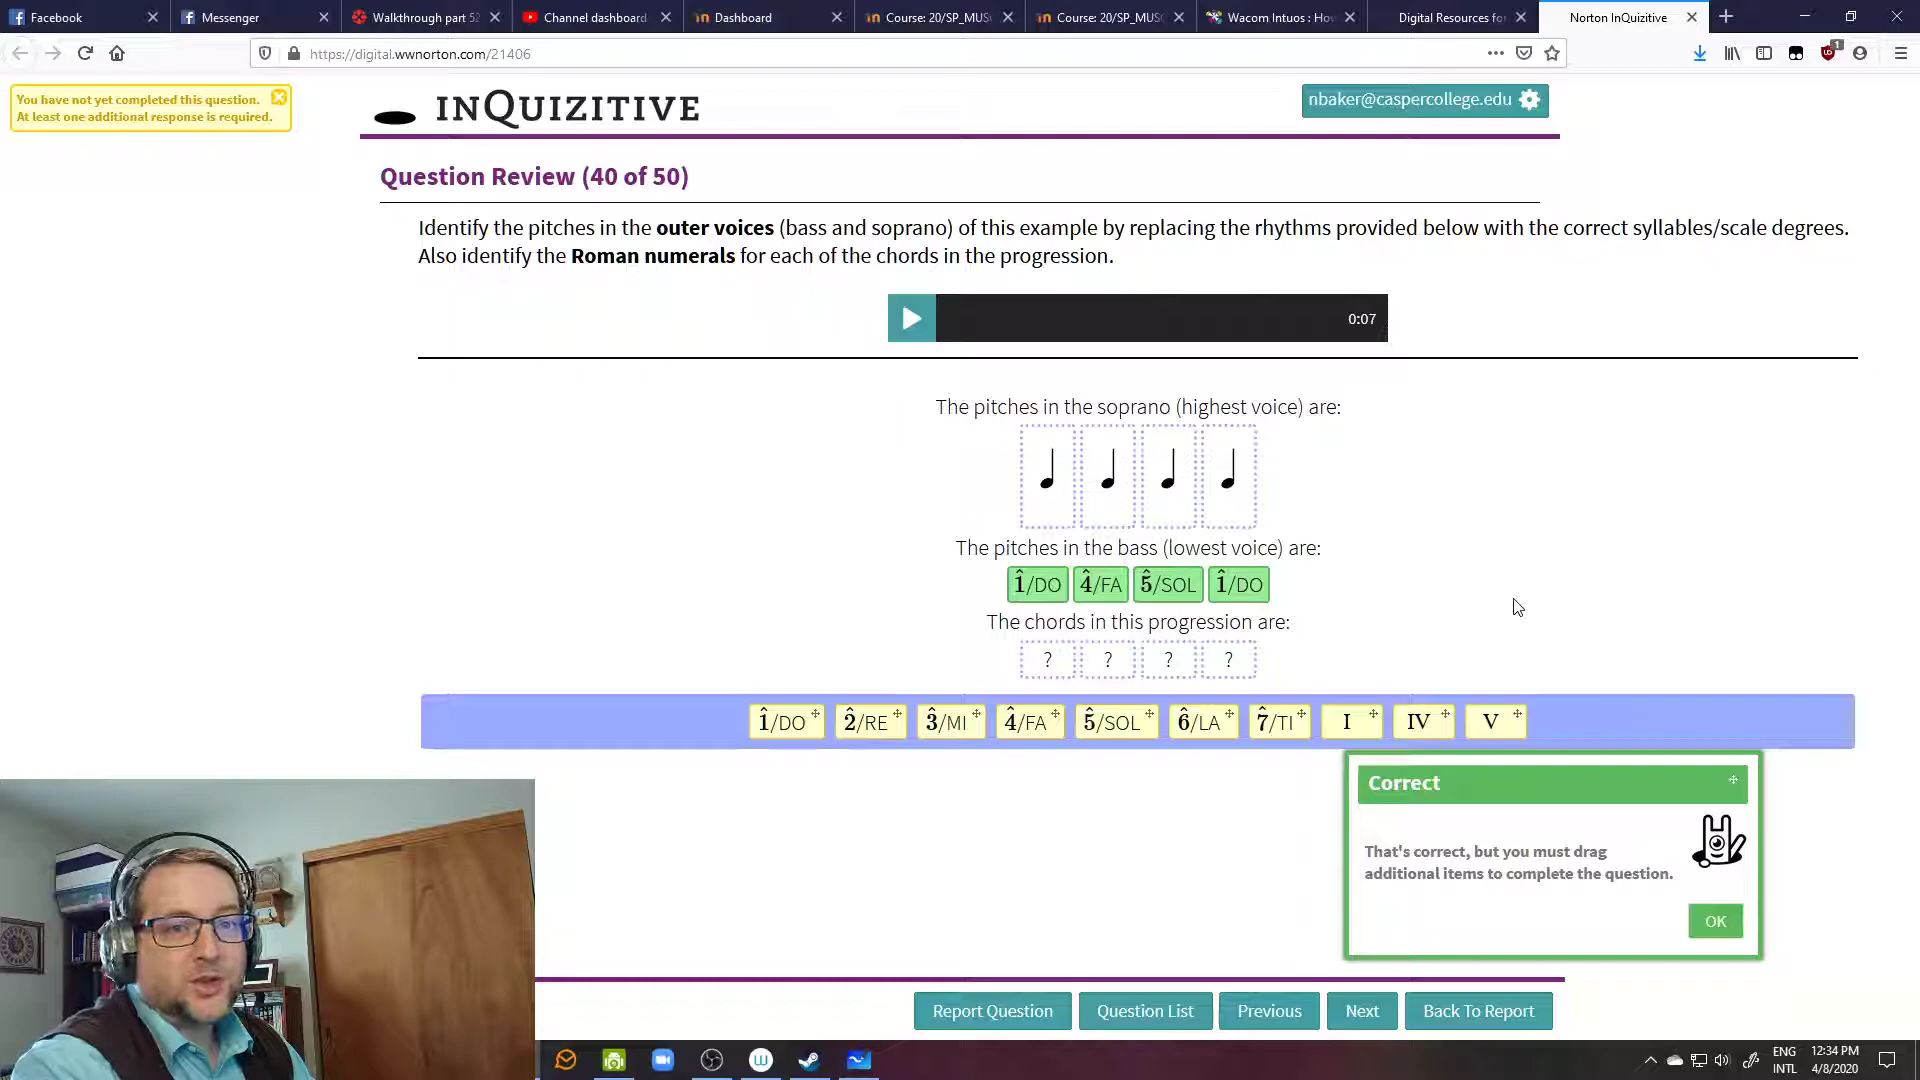 Facebook
Messenger
Walkthrough part 52
Channel dashboard
Dashboard
Course: 20/SP_MUS
Course: 20/SP_MUS
Wacom Intuos : Ho
Digital Resources fo
Norton InQuizitive
https://digital.wwnorton.com/21406
1
You have not yet completed this question.
At least one additional response is required.
INQUIZITIVE
nbaker@caspercollege.edu
Question Review (40 of 50)
Identify the pitches in the outer voices (bass and soprano) of this example by replacing the rhythms provided below with the correct syllables/scale degrees.
Also identify the Roman numerals for each of the chords in the progression.
0:07
The pitches in the soprano (highest voice) are:
The pitches in the bass (lowest voice) are:
1̂/DO 4̂/FA 5̂/SOL 1̂/DO
The chords in this progression are:
? ? ? ?
1̂/DO 2̂/RE 3̂/MI 4̂/FA 5̂/SOL 6̂/LA 7̂/TI I IV V
Correct
That's correct, but you must drag
additional items to complete the question.
OK
Report Question Question List Previous Next Back To Report
ENG
INTL
12:34 PM
4/8/2020